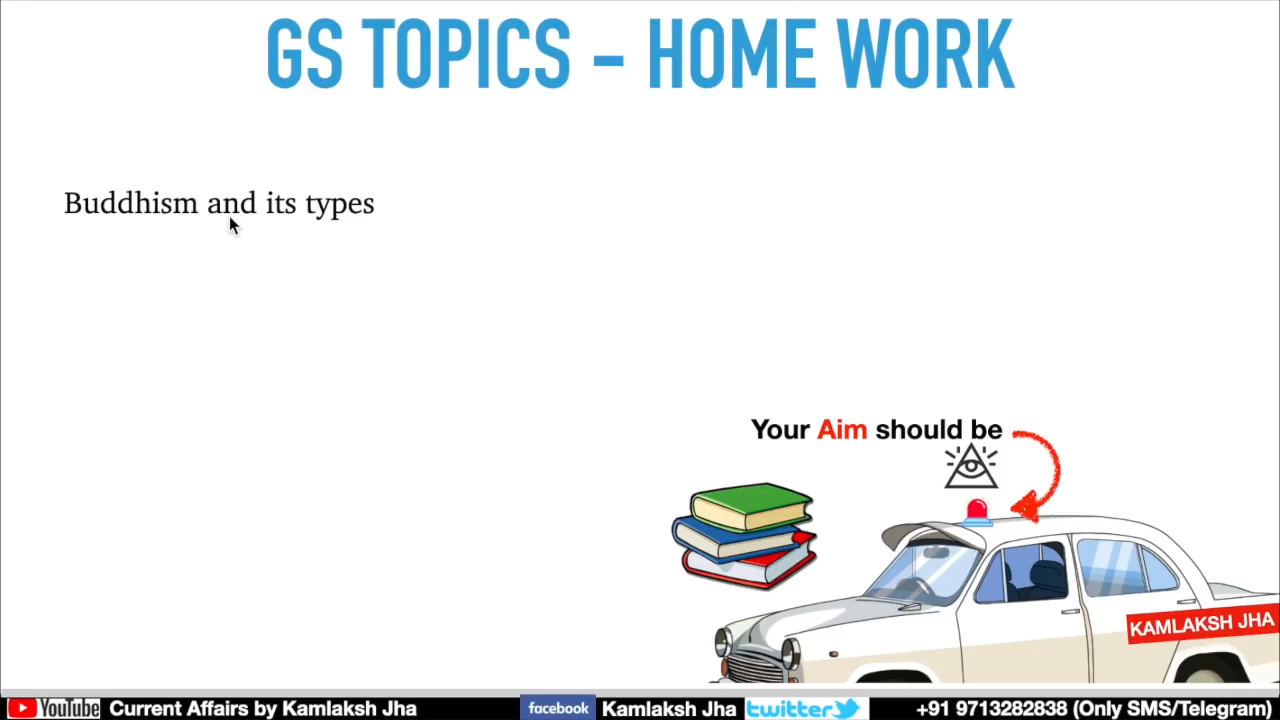 GS TOPICS - HOME WORK
Buddhism and its types
Your Aim should be
KAMLAKSH JHA
YouTube Current Affairs by Kamlaksh Jha facebook Kamlaksh Jha twitter +91 9713282838 (Only SMS/Telegram)